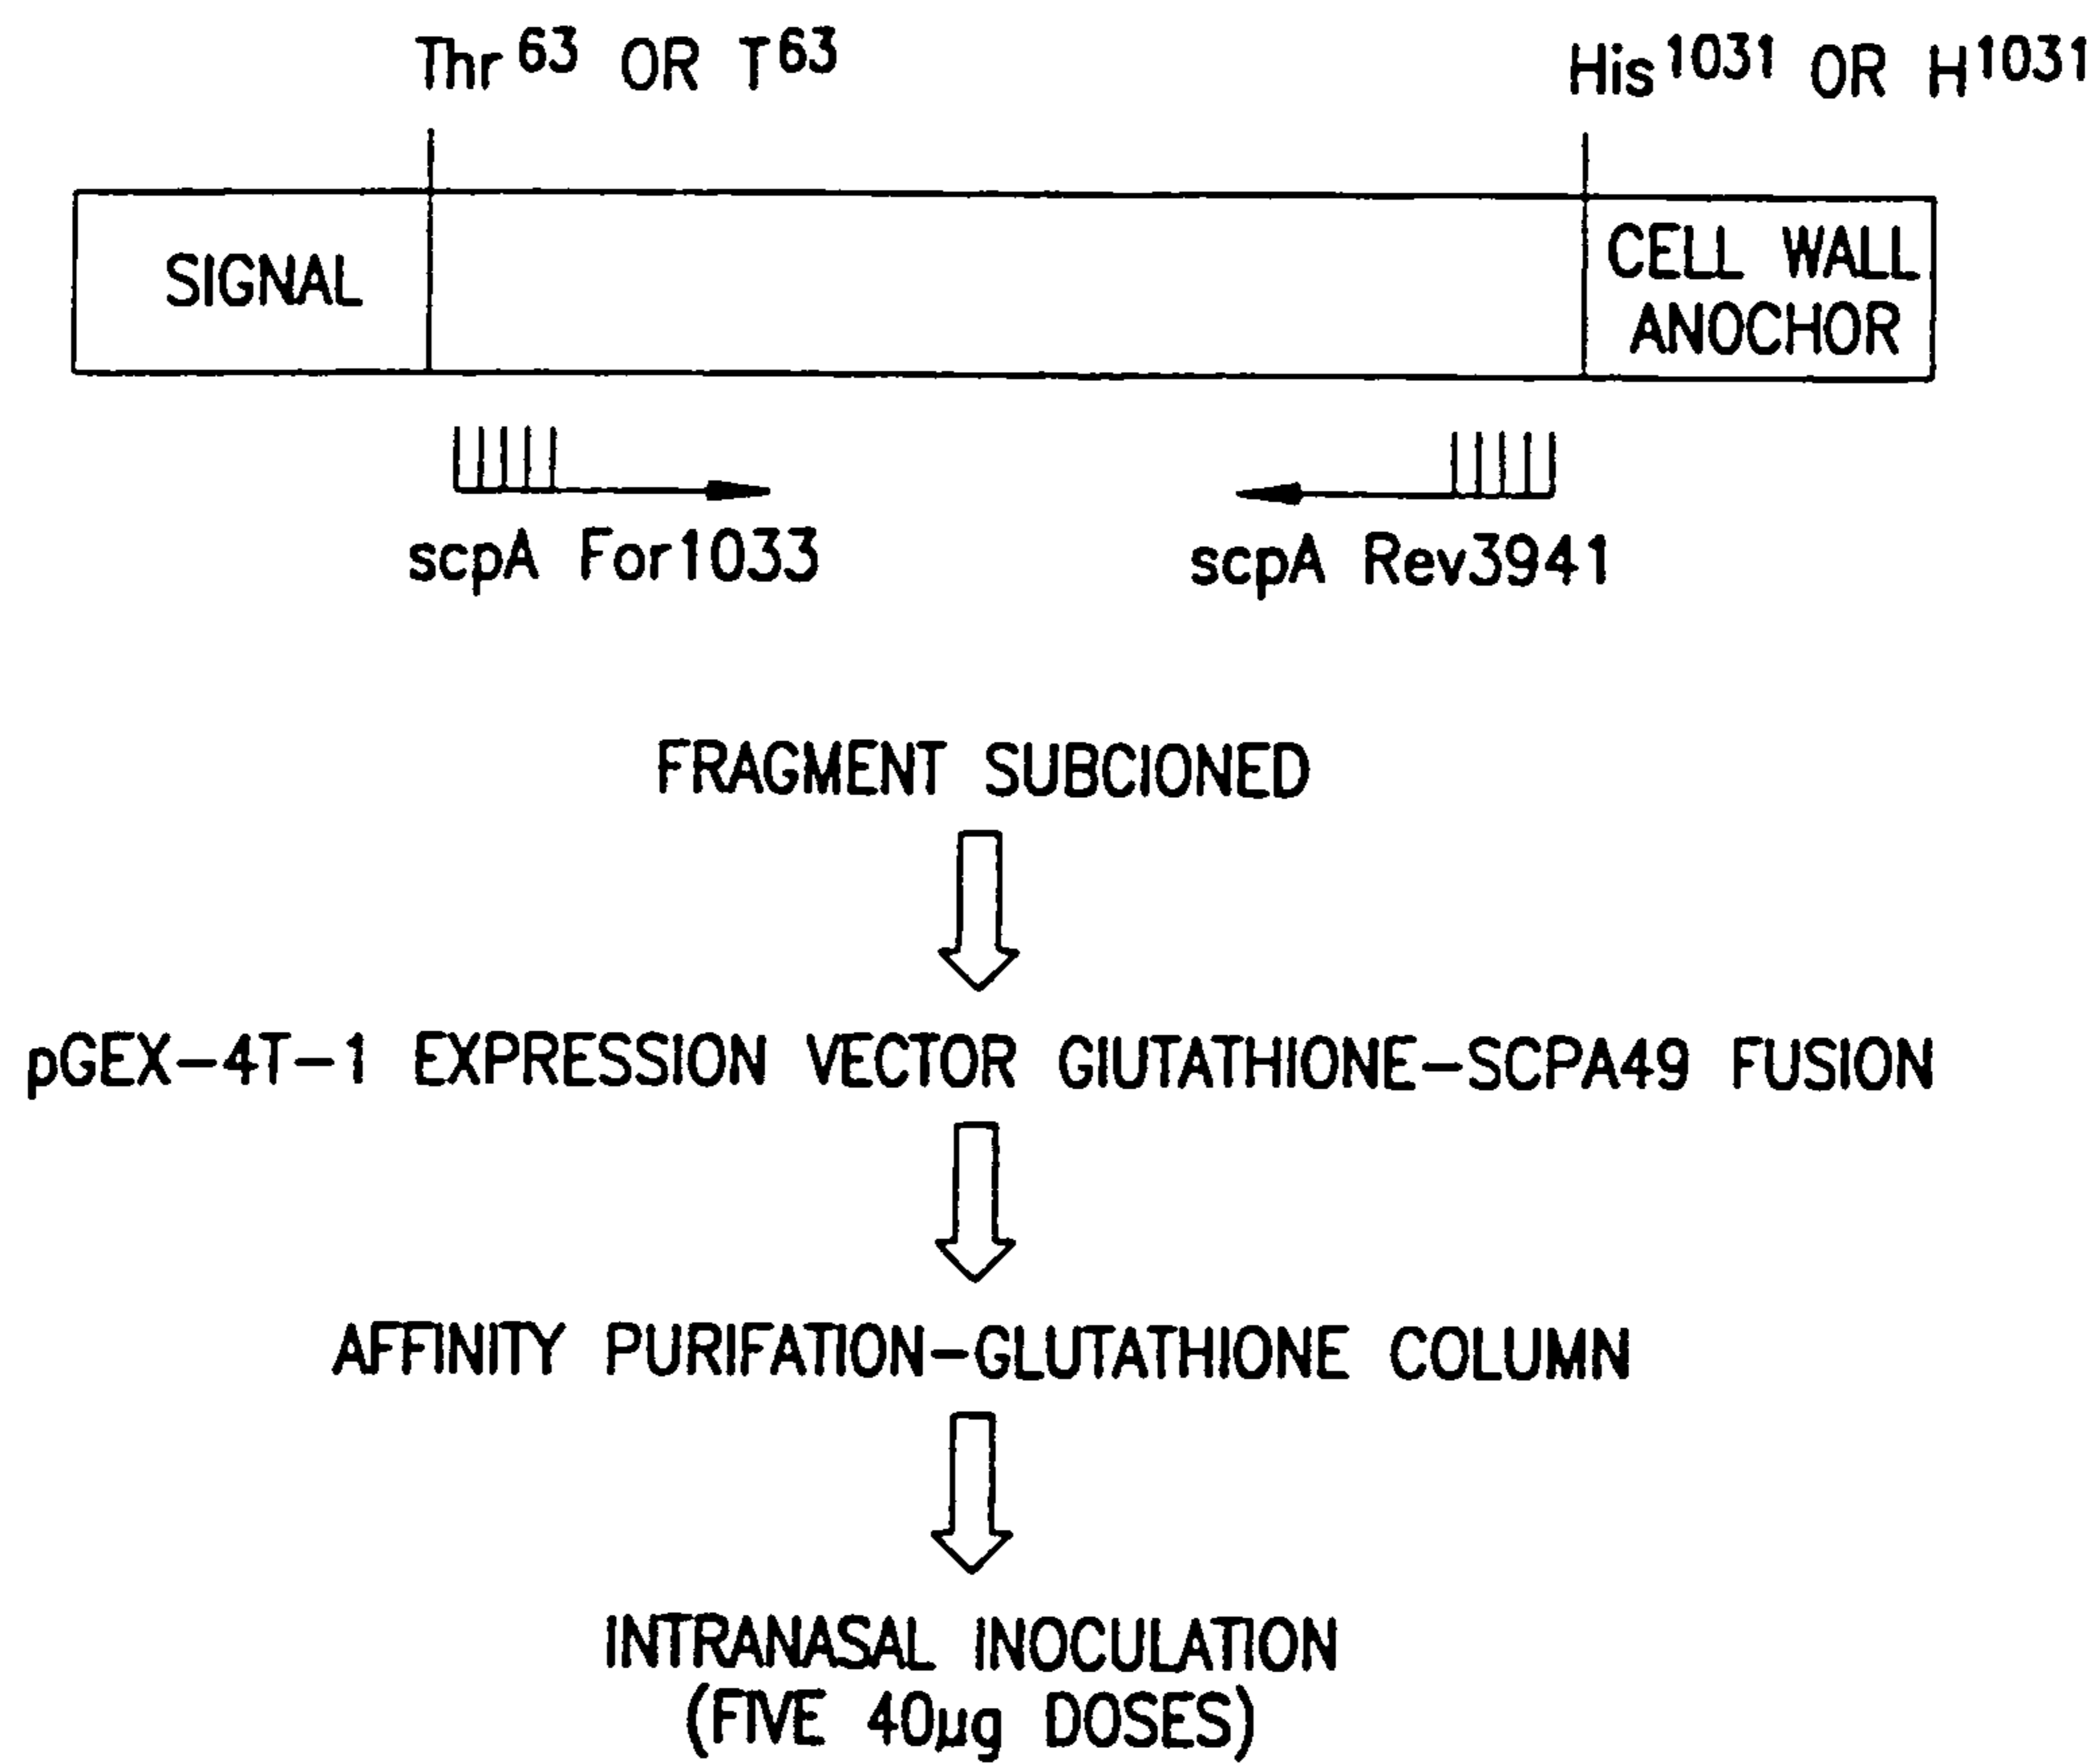 Thr63 OR T63
His1031 OR H1031
SIGNAL
CELL WALL
ANOCHOR
scpA For1033
scpA Rev3941
FRAGMENT SUBCIONED
pGEX-4T-1 EXPRESSION VECTOR GIUTATHIONE-SCPA49 FUSION
AFFINITY PURIFATION-GLUTATHIONE COLUMN
INTRANASAL INOCULATION
(FIVE 40µg DOSES)